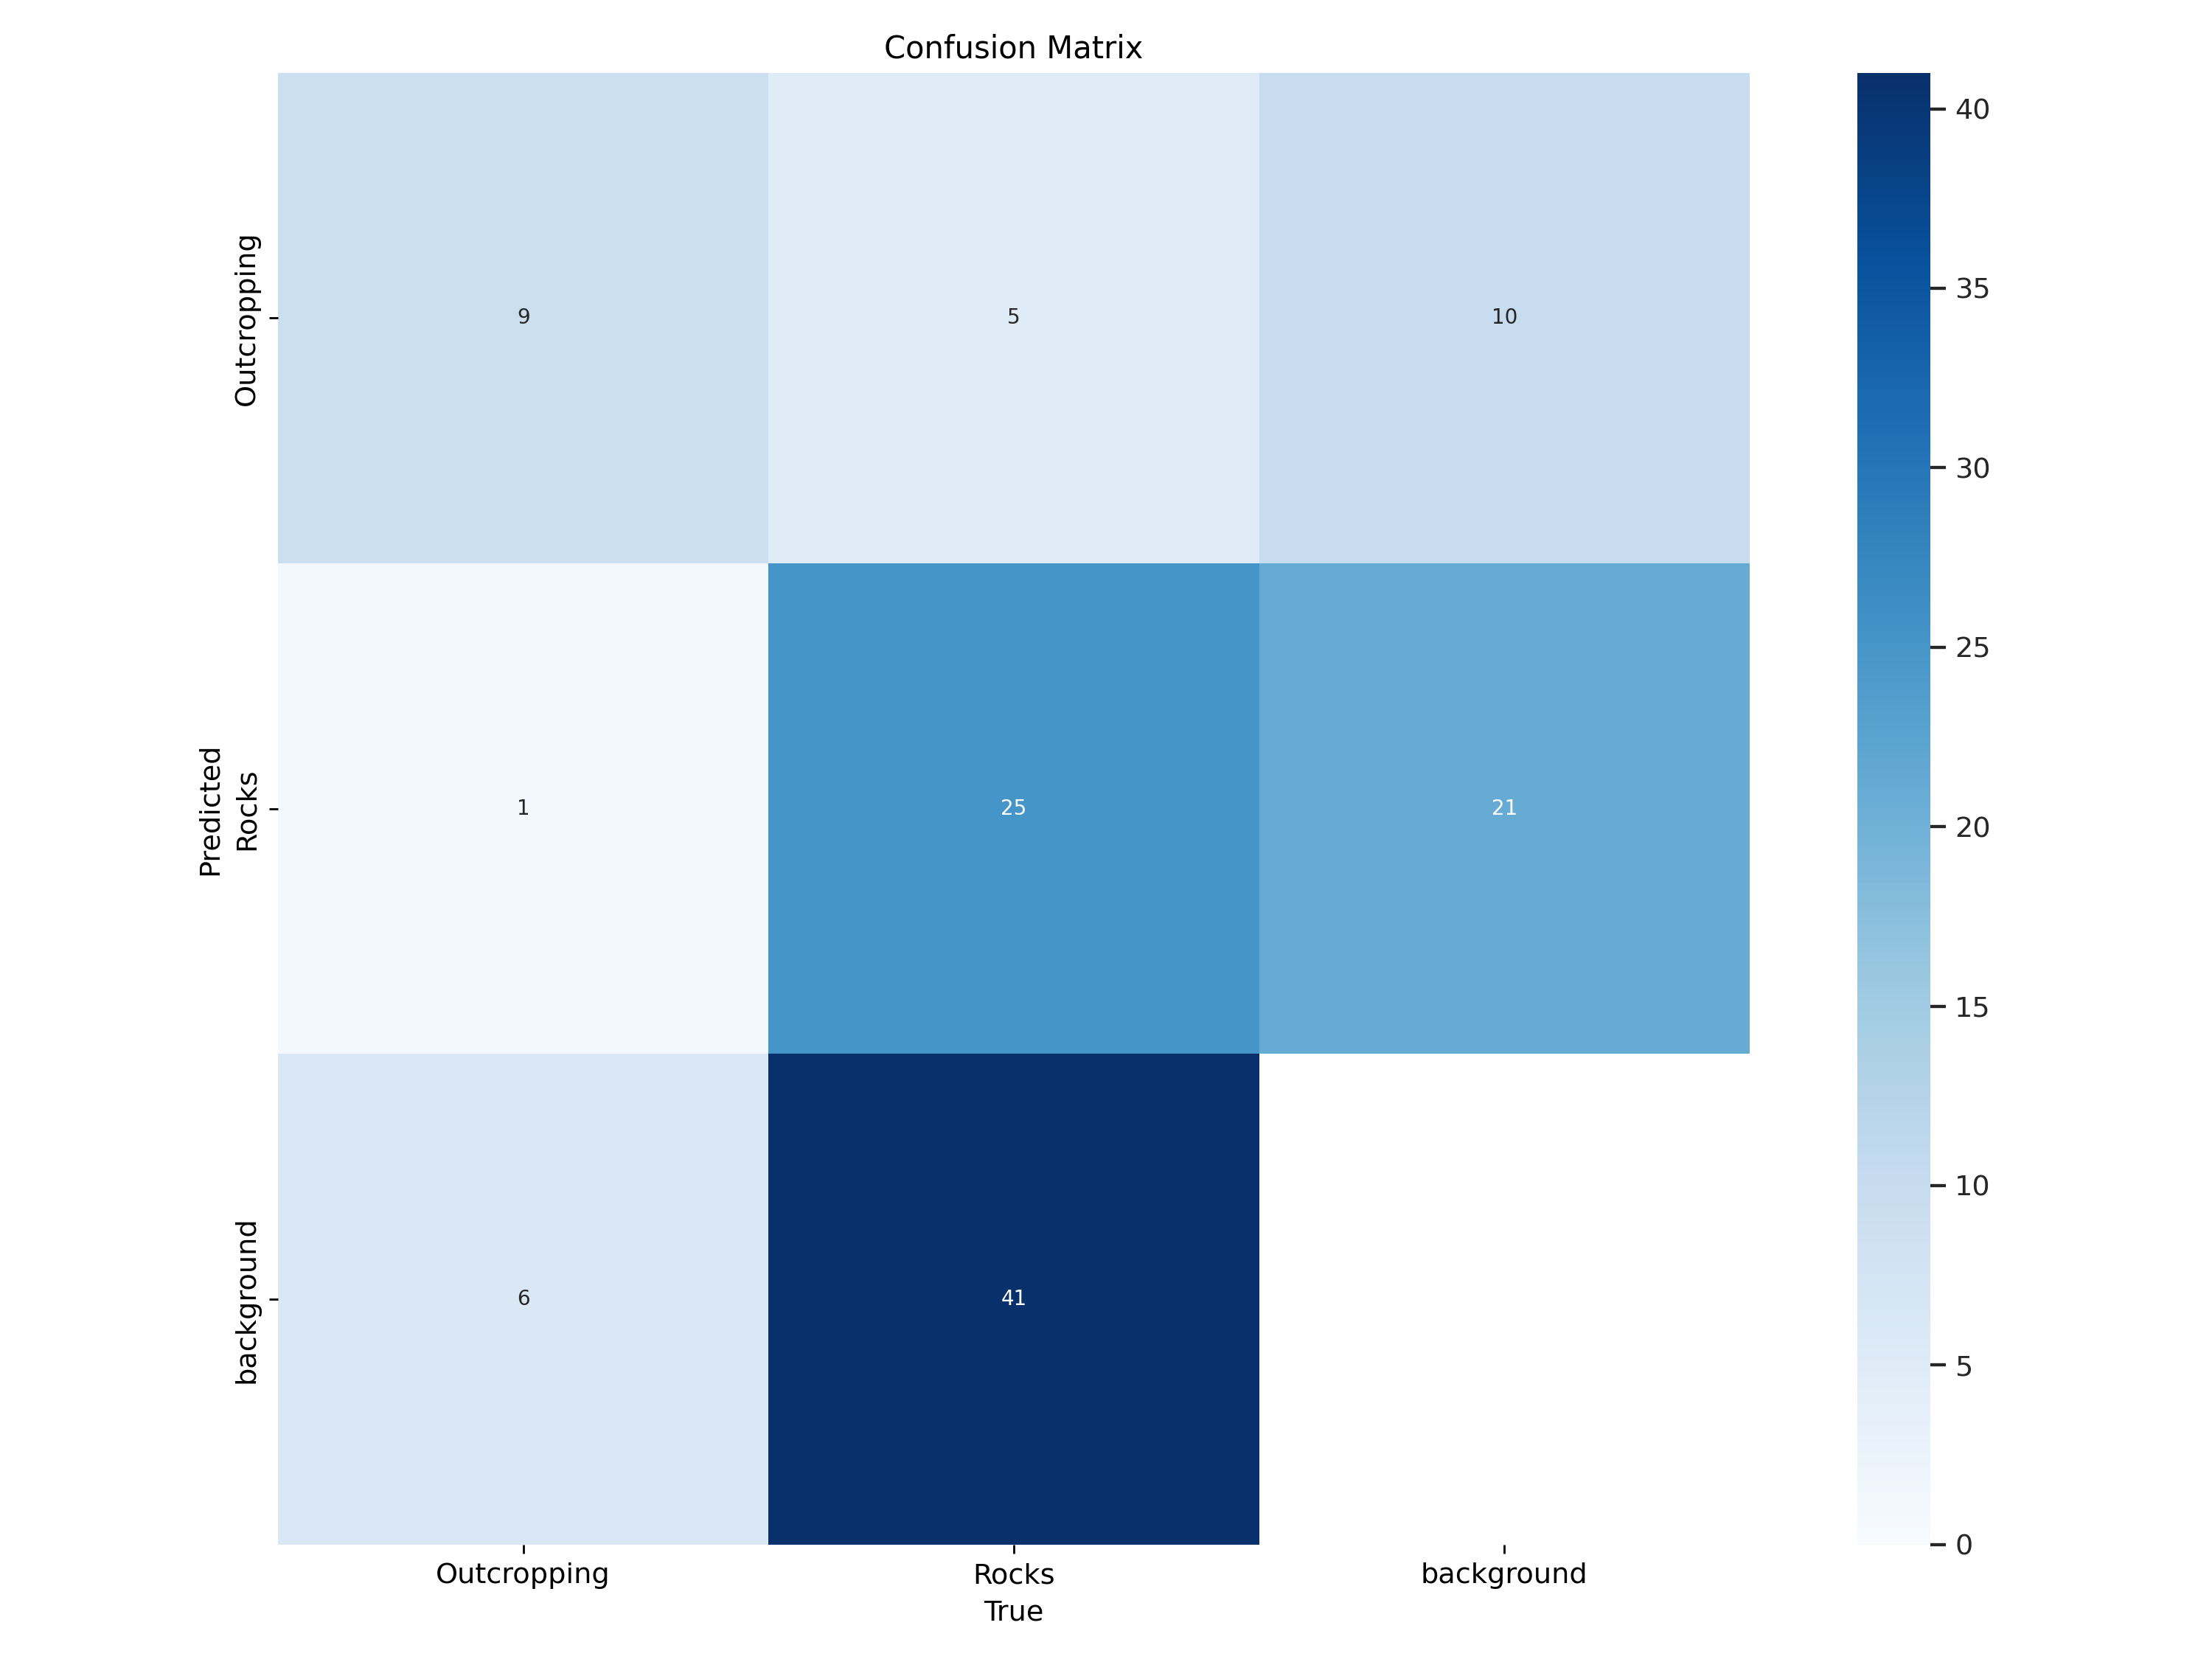 Confusion Matrix
Outcropping
9 5 10
Predicted
Rocks
1 25 21
background
6 41
Outcropping Rocks background
True
40
35
30
25
20
15
10
5
0